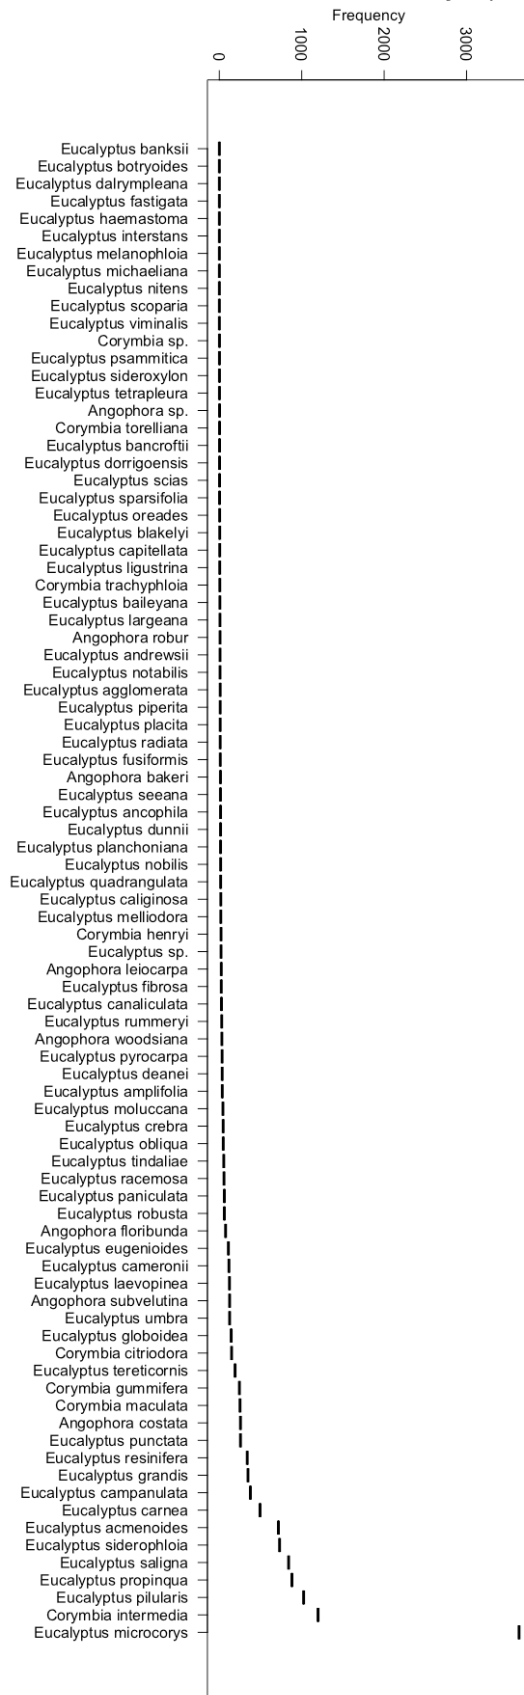 Frequency
0
1000
2000
3000
Eucalyptus banksii
Eucalyptus botryoides
Eucalyptus dalrympleana
Eucalyptus fastigata
Eucalyptus haemastoma
Eucalyptus interstans
Eucalyptus melanophloia
Eucalyptus michaeliana
Eucalyptus nitens
Eucalyptus scoparia
Eucalyptus viminalis
Corymbia sp.
Eucalyptus psammitica
Eucalyptus sideroxylon
Eucalyptus tetrapleura
Angophora sp.
Corymbia torelliana
Eucalyptus bancroftii
Eucalyptus dorrigoensis
Eucalyptus scias
Eucalyptus sparsifolia
Eucalyptus oreades
Eucalyptus blakelyi
Eucalyptus capitellata
Eucalyptus ligustrina
Corymbia trachyphloia
Eucalyptus baileyana
Eucalyptus largeana
Angophora robur
Eucalyptus andrewsii
Eucalyptus notabilis
Eucalyptus agglomerata
Eucalyptus piperita
Eucalyptus placita
Eucalyptus radiata
Eucalyptus fusiformis
Angophora bakeri
Eucalyptus seeana
Eucalyptus ancophila
Eucalyptus dunnii
Eucalyptus planchoniana
Eucalyptus nobilis
Eucalyptus quadrangulata
Eucalyptus caliginosa
Eucalyptus melliodora
Corymbia henryi
Eucalyptus sp.
Angophora leiocarpa
Eucalyptus fibrosa
Eucalyptus canaliculata
Eucalyptus rummeryi
Angophora woodsiana
Eucalyptus pyrocarpa
Eucalyptus deanei
Eucalyptus amplifolia
Eucalyptus moluccana
Eucalyptus crebra
Eucalyptus obliqua
Eucalyptus tindaliae
Eucalyptus racemosa
Eucalyptus paniculata
Eucalyptus robusta
Angophora floribunda
Eucalyptus eugenioides
Eucalyptus cameronii
Eucalyptus laevopinea
Angophora subvelutina
Eucalyptus umbra
Eucalyptus globoidea
Corymbia citriodora
Eucalyptus tereticornis
Corymbia gummifera
Corymbia maculata
Angophora costata
Eucalyptus punctata
Eucalyptus resinifera
Eucalyptus grandis
Eucalyptus campanulata
Eucalyptus carnea
Eucalyptus acmenoides
Eucalyptus siderophloia
Eucalyptus saligna
Eucalyptus propinqua
Eucalyptus pilularis
Corymbia intermedia
Eucalyptus microcorys